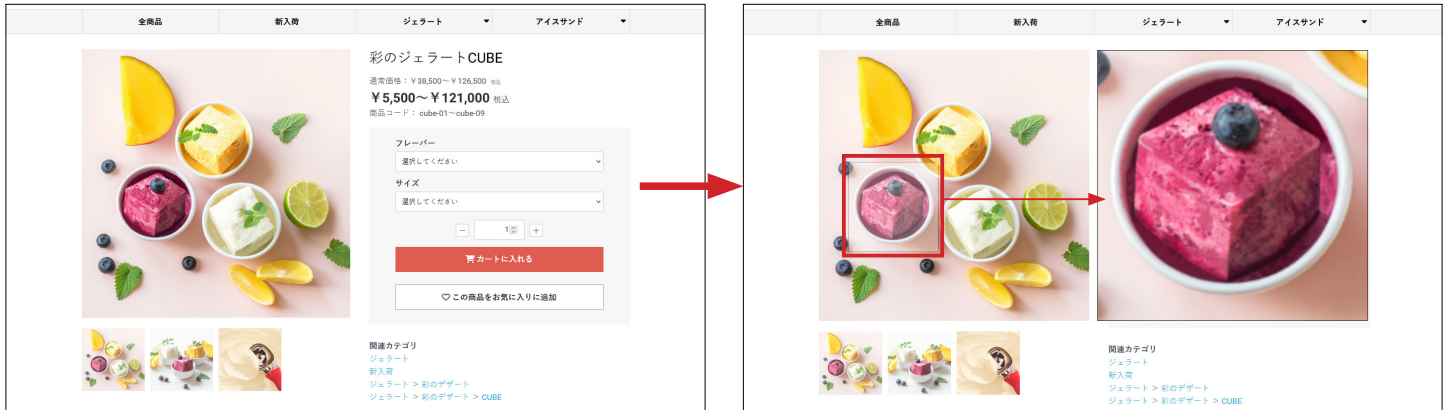 全商品 新入荷 ジェラート アイスサンド
彩のジェラートCUBE
通常価格：￥38,500～￥126,500 税込
￥5,500～￥121,000 税込
商品コード： cube-01～cube-09
フレーバー
選択してください
サイズ
選択してください
1
カートに入れる
この商品をお気に入りに追加
関連カテゴリ
ジェラート
新入荷
ジェラート > 彩のデザート
ジェラート > 彩のデザート > CUBE
全商品 新入荷 ジェラート アイスサンド
関連カテゴリ
ジェラート
新入荷
ジェラート > 彩のデザート
ジェラート > 彩のデザート > CUBE